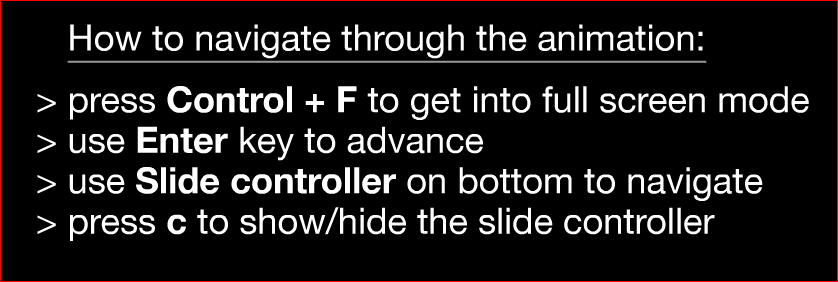 How to navigate through the animation:
> press Control + F to get into full screen mode
> use Enter key to advance
> use Slide controller on bottom to navigate
> press c to show/hide the slide controller